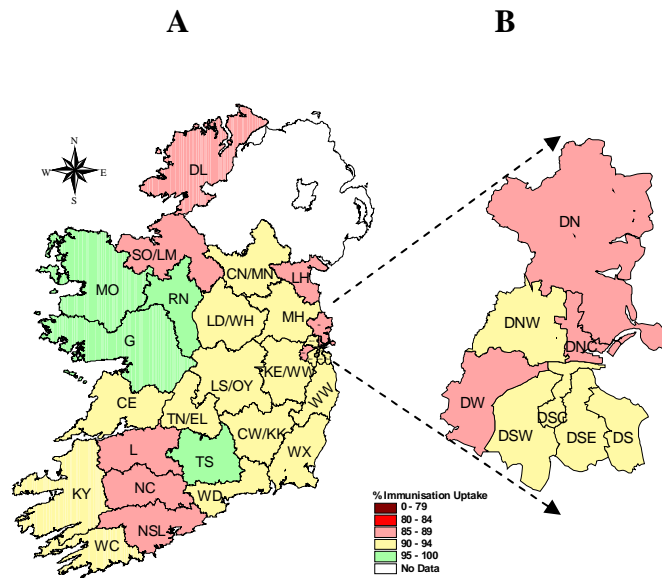 A
B
N
W E
S
DL
SO/LM
CN/MN
LH
MO
RN
MH
LD/WH
G
KE/WW
LS/OY
WW
CE
TN/EL
CW/KK
L
TS
WX
KY
NC
WD
NSL
WC
DN
DNW
DNC
DW
DSC
DSW
DSE
DS
% Immunisation Uptake
0 - 79
80 - 84
85 - 89
90 - 94
95 - 100
No Data